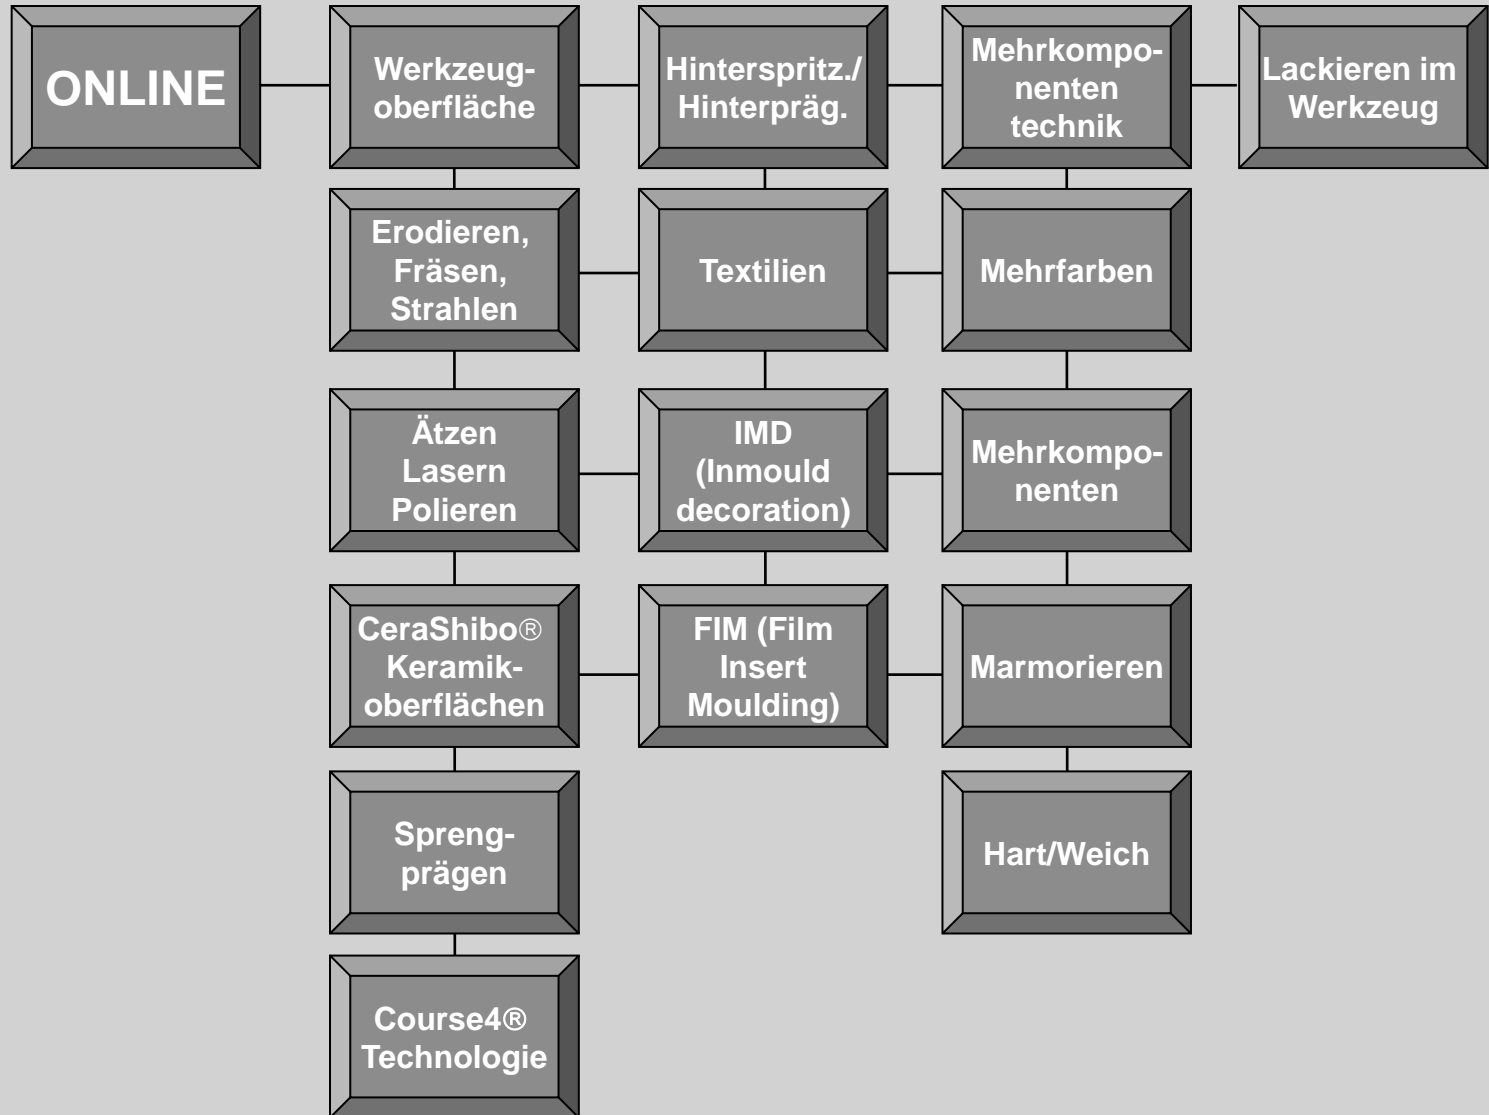 ONLINE
Werkzeug-
oberfläche
Hinterspritz./
Hinterpräg.
Mehrkompo-
nenten
technik
Lackieren im
Werkzeug
Erodieren,
Fräsen,
Strahlen
Textilien
Mehrfarben
Ätzen
Lasern
Polieren
IMD
(Inmould
decoration)
Mehrkompo-
nenten
CeraShibo®
Keramik-
oberflächen
FIM (Film
Insert
Moulding)
Marmorieren
Spreng-
prägen
Hart/Weich
Course4®
Technologie